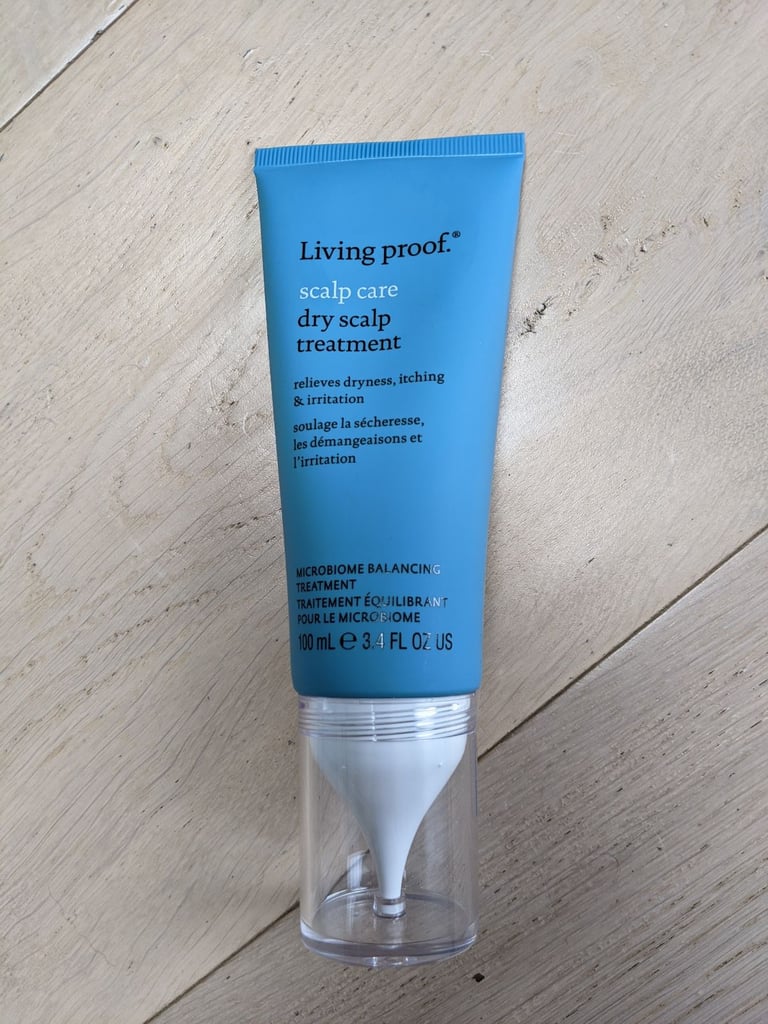 Living proof.®
scalp care
dry scalp
treatment
relieves dryness, itching
& irritation
soulage la sécheresse,
les démangeaisons et
l'irritation
MICROBIOME BALANCING
TREATMENT
TRAITEMENT ÉQUILIBRANT
POUR LE MICROBIOME
100 mL ℮ 3.4 FL OZ US